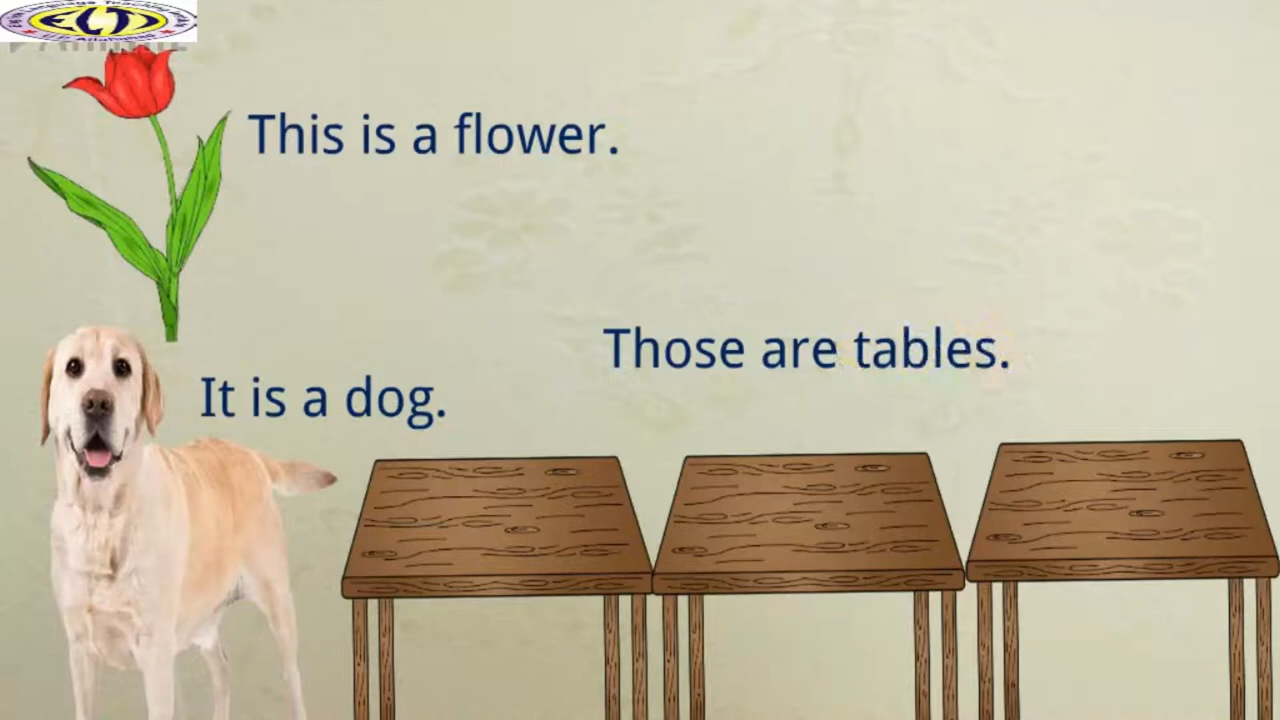 This is a flower.
It is a dog.
Those are tables.